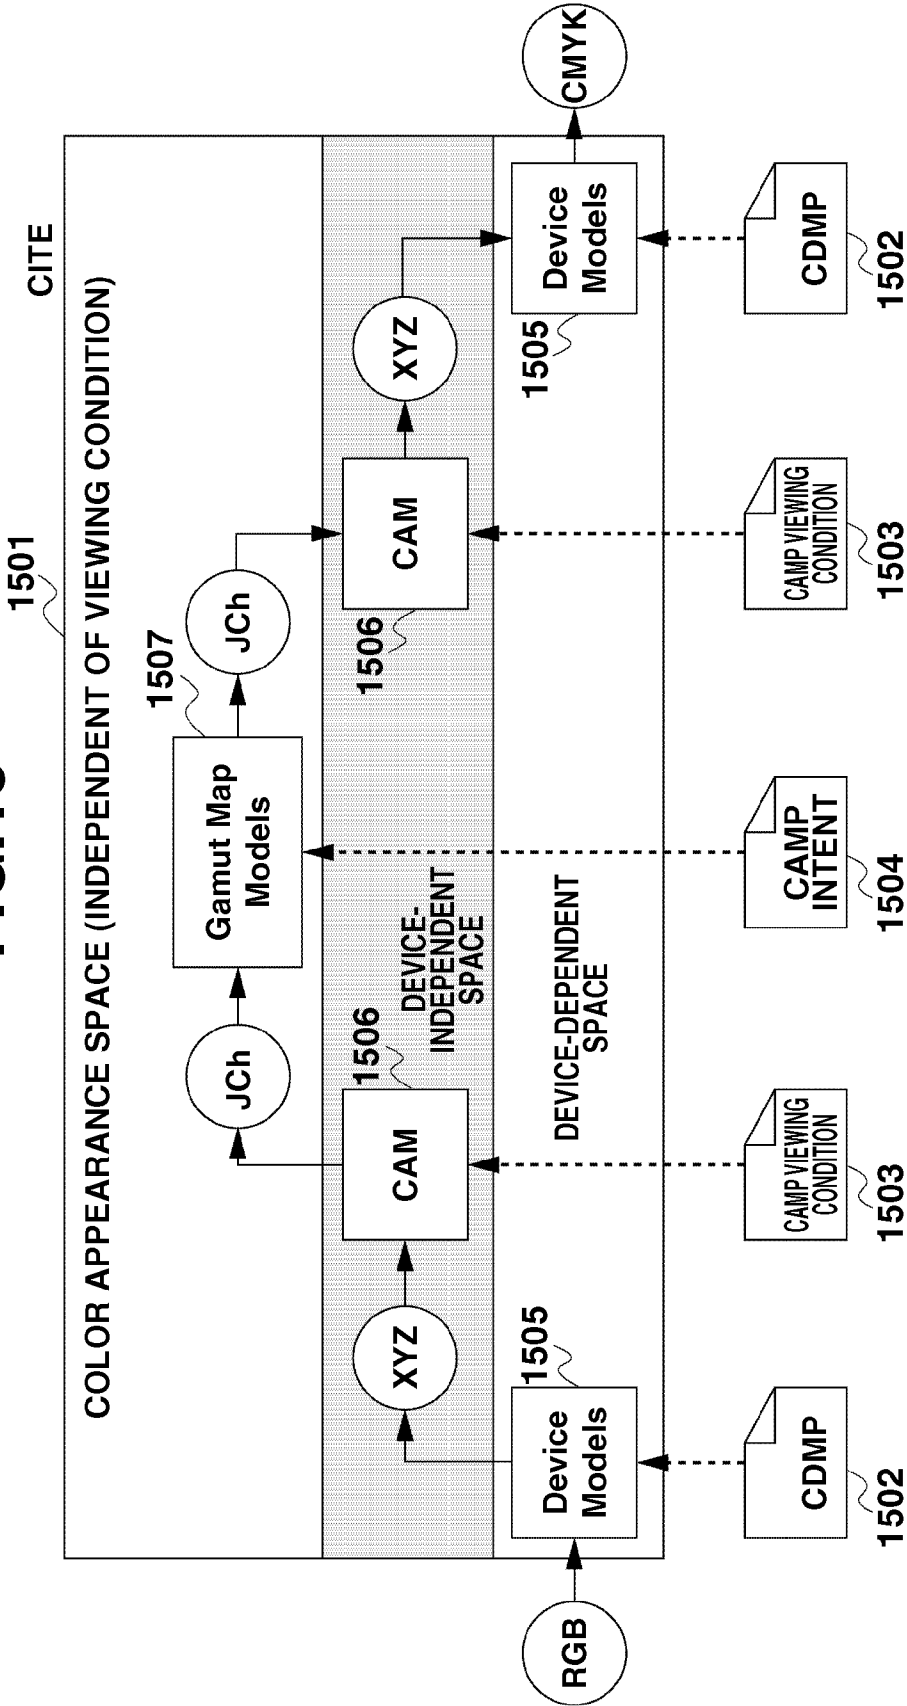 CITE
1501
COLOR APPEARANCE SPACE (INDEPENDENT OF VIEWING CONDITION)
1507
JCh
Gamut Map
Models
JCh
1506
1506
XYZ
CAM
CAM
XYZ
DEVICE-
INDEPENDENT
SPACE
1505
1505
RGB
Device
Models
DEVICE-DEPENDENT
SPACE
Device
Models
CMYK
CDMP
CAMP VIEWING
CONDITION
CAMP
INTENT
CAMP VIEWING
CONDITION
CDMP
1502
1503
1504
1503
1502